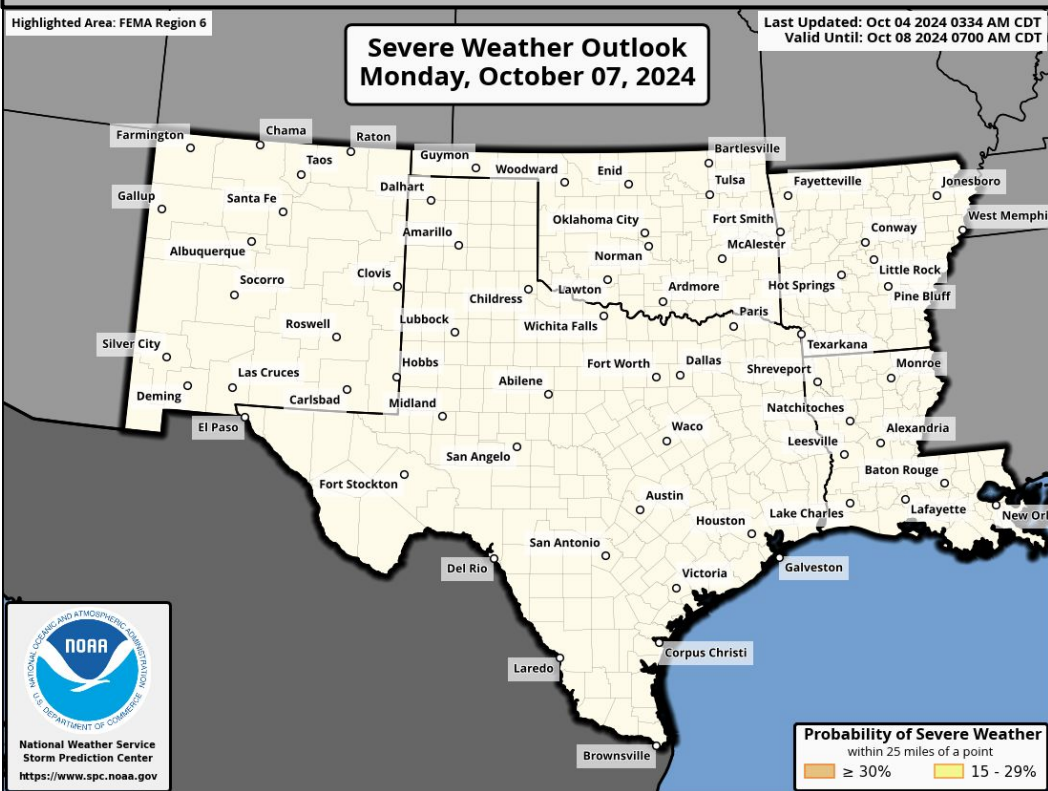 Highlighted Area: FEMA Region 6
Last Updated: Oct 04 2024 0334 AM CDT
Valid Until: Oct 08 2024 0700 AM CDT
Severe Weather Outlook
Monday, October 07, 2024
Farmington
Chama
Raton
Taos
Guymon
Woodward
Enid
Bartlesville
Tulsa
Fayetteville
Jonesboro
Gallup
Santa Fe
Dalhart
Oklahoma City
Fort Smith
West Memphi
Albuquerque
Amarillo
Norman
McAlester
Conway
Socorro
Clovis
Childress
Lawton
Ardmore
Hot Springs
Little Rock
Pine Bluff
Roswell
Lubbock
Wichita Falls
Paris
Texarkana
Silver City
Las Cruces
Hobbs
Fort Worth
Dallas
Shreveport
Monroe
Deming
Carlsbad
Midland
Abilene
Natchitoches
El Paso
San Angelo
Waco
Leesville
Alexandria
Fort Stockton
Austin
Baton Rouge
Houston
Lake Charles
Lafayette
New Orl
Del Rio
San Antonio
Galveston
Victoria
Laredo
Corpus Christi
Brownsville
NATIONAL OCEANIC AND ATMOSPHERIC ADMINISTRATION
NOAA
U.S. DEPARTMENT OF COMMERCE
National Weather Service
Storm Prediction Center
https://www.spc.noaa.gov
Probability of Severe Weather
within 25 miles of a point
≥ 30%
15 - 29%